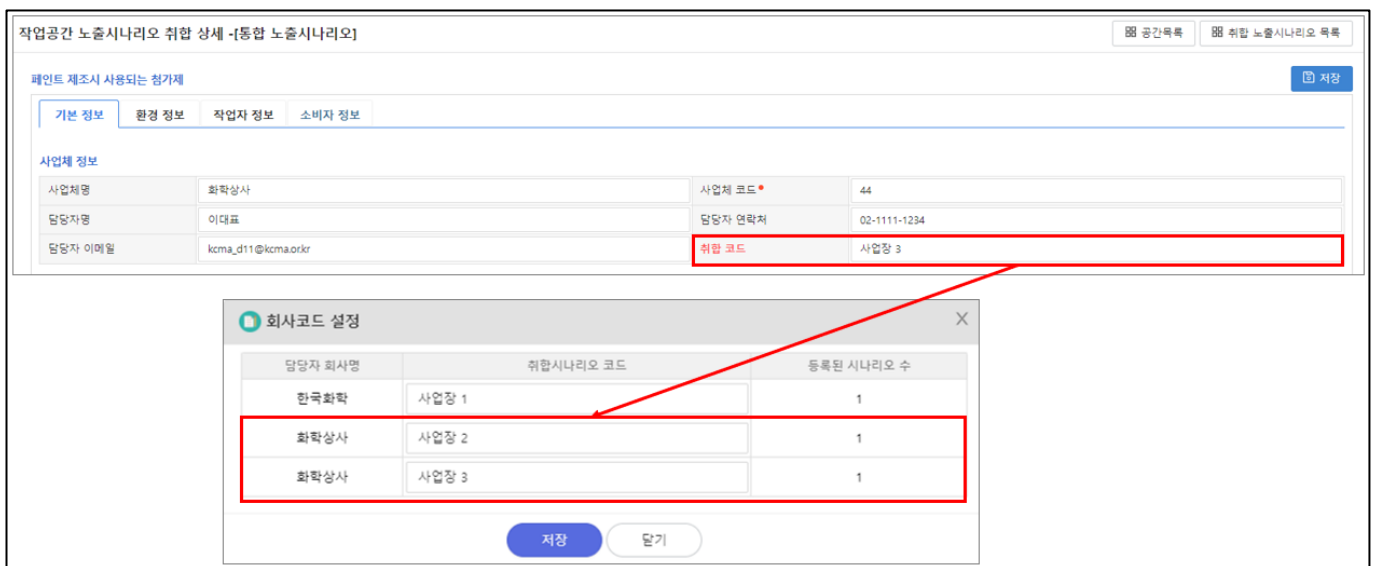 작업공간 노출시나리오 취합 상세 -[통합 노출시나리오]
공간목록 취합 노출시나리오 목록
페인트 제조시 사용되는 첨가제
저장
기본 정보 환경 정보 작업자 정보 소비자 정보
사업체 정보
사업체명 화학상사 사업체 코드● 44
담당자명 이대표 담당자 연락처 02-1111-1234
담당자 이메일 kcma_d11@kcma.or.kr 취합 코드 사업장 3
회사코드 설정 X
담당자 회사명 취합시나리오 코드 등록된 시나리오 수
한국화학 사업장 1 1
화학상사 사업장 2 1
화학상사 사업장 3 1
저장 닫기